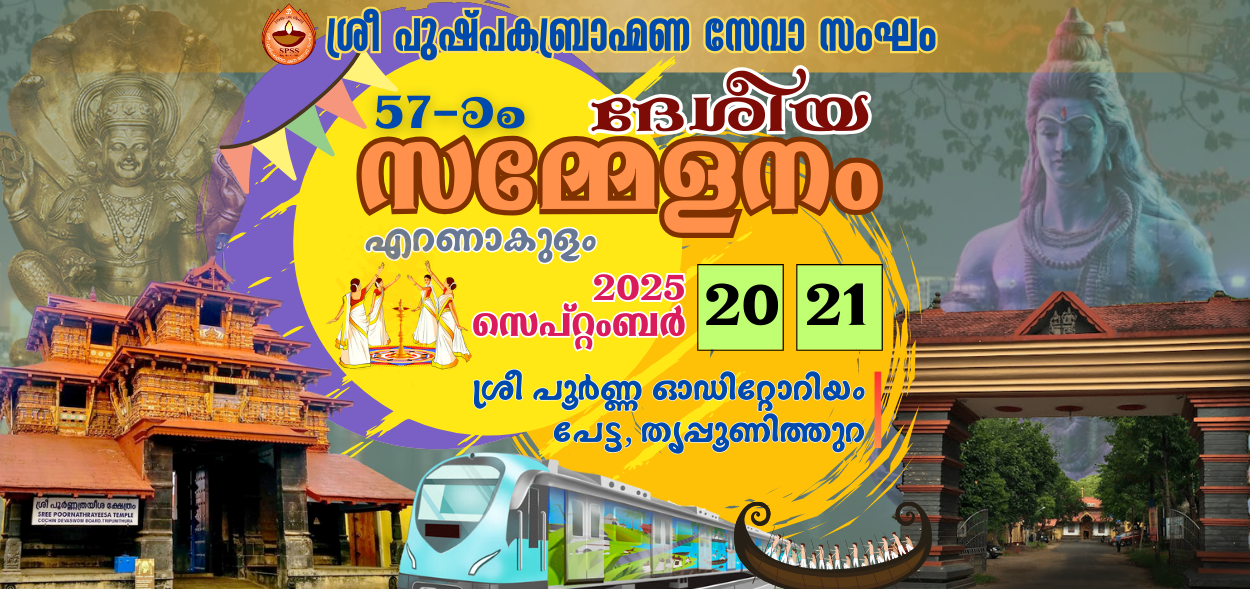 SPSS
ശ്രീ പുഷ്പകബ്രാഹ്മണ സേവാ സംഘം
57-ാം ദേശീയ
സമ്മേളനം
എറണാകുളം
2025
സെപ്റ്റംബർ 20 21
ശ്രീ പൂർണ്ണ ഓഡിറ്റോറിയം
പേട്ട, തൃപ്പൂണിത്തുറ
ശ്രീ പൂർണ്ണത്രയീശ ക്ഷേത്രം
SREE POORNATHRAYEESA TEMPLE
COCHIN DEVASWOM BOARD, TRIPUNITHURA